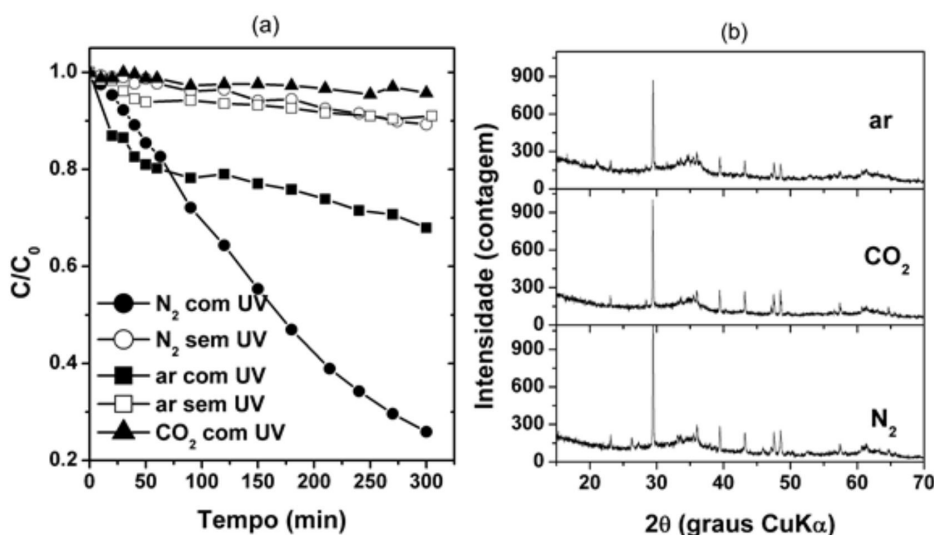 (a)
1.0
0.8
0.6
0.4
0.2
C/C₀
N₂ com UV
N₂ sem UV
ar com UV
ar sem UV
CO₂ com UV
0 50 100 150 200 250 300
Tempo (min)
(b)
900
600
300
0
ar
900
600
300
0
CO₂
900
600
300
0
N₂
Intensidade (contagem)
20 30 40 50 60 70
2θ (graus CuKα)